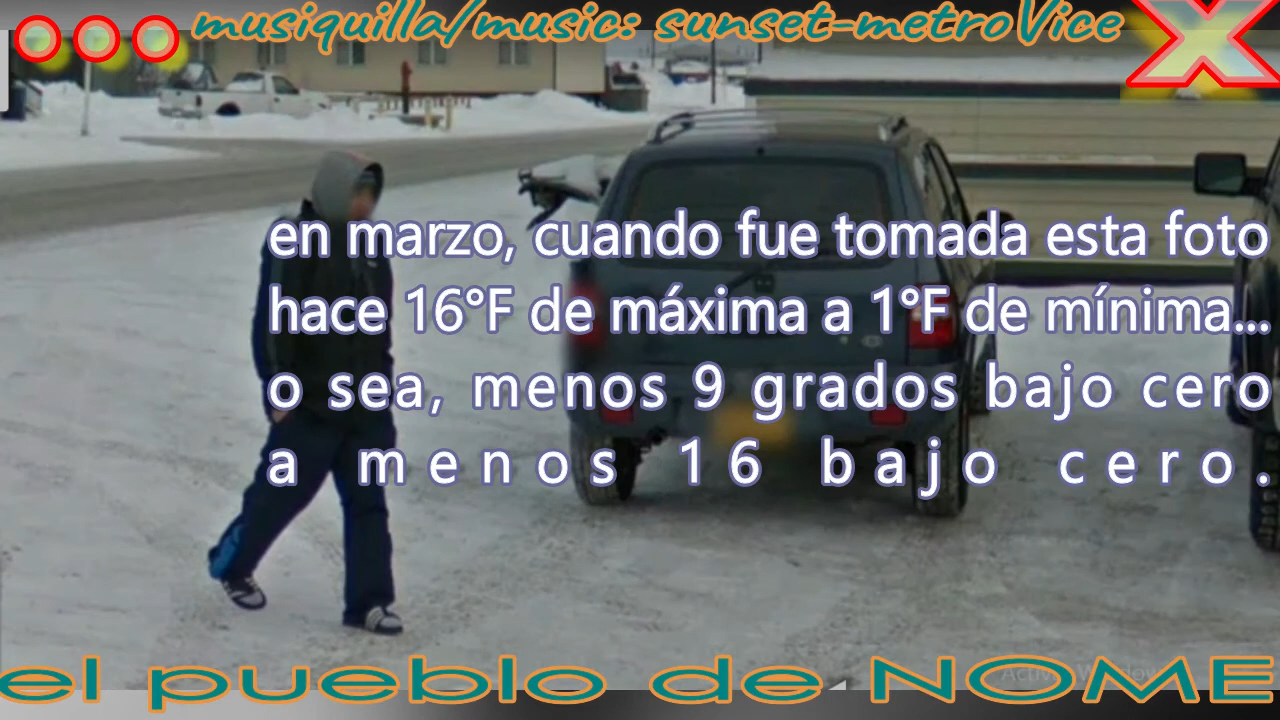 musiquilla/music: sunset-metroVice
en marzo, cuando fue tomada esta foto
hace 16°F de máxima a 1°F de mínima...
o sea, menos 9 grados bajo cero
a menos 16 bajo cero.
el pueblo de NOME